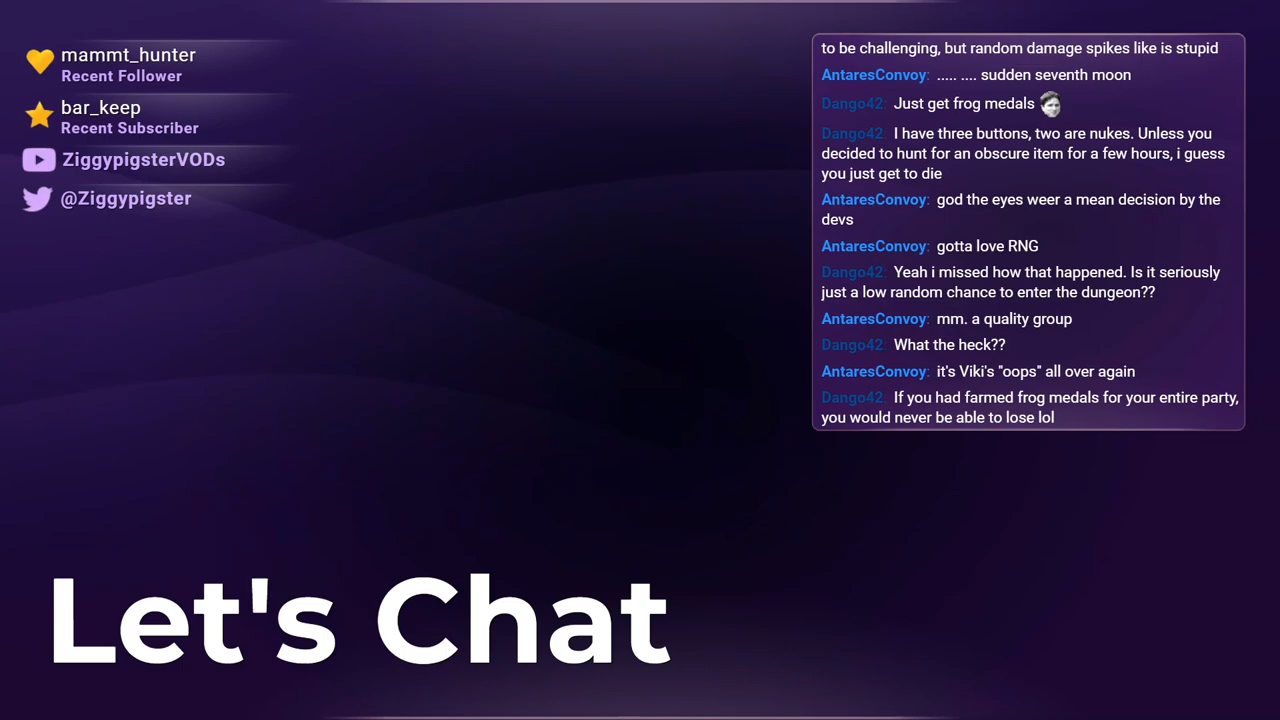 mammt_hunter
Recent Follower
bar_keep
Recent Subscriber
ZiggypigsterVODs
@Ziggypigster
to be challenging, but random damage spikes like is stupid
AntaresConvoy: ..... .... sudden seventh moon
Dango42: Just get frog medals
Dango42: I have three buttons, two are nukes. Unless you
decided to hunt for an obscure item for a few hours, i guess
you just get to die
AntaresConvoy: god the eyes weer a mean decision by the
devs
AntaresConvoy: gotta love RNG
Dango42: Yeah i missed how that happened. Is it seriously
just a low random chance to enter the dungeon??
AntaresConvoy: mm. a quality group
Dango42: What the heck??
AntaresConvoy: it's Viki's "oops" all over again
Dango42: If you had farmed frog medals for your entire party,
you would never be able to lose lol
Let's Chat